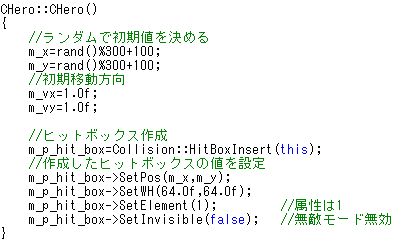 CHero::CHero()
{
    //ランダムで初期値を決める
    m_x=rand()%300+100;
    m_y=rand()%300+100;
    //初期移動方向
    m_vx=1.0f;
    m_vy=1.0f;

    //ヒットボックス作成
    m_p_hit_box=Collision::HitBoxInsert(this);
    //作成したヒットボックスの値を設定
    m_p_hit_box->SetPos(m_x,m_y);
    m_p_hit_box->SetWH(64.0f,64.0f);
    m_p_hit_box->SetElement(1);         //属性は1
    m_p_hit_box->SetInvisible(false);   //無敵モード無効
}